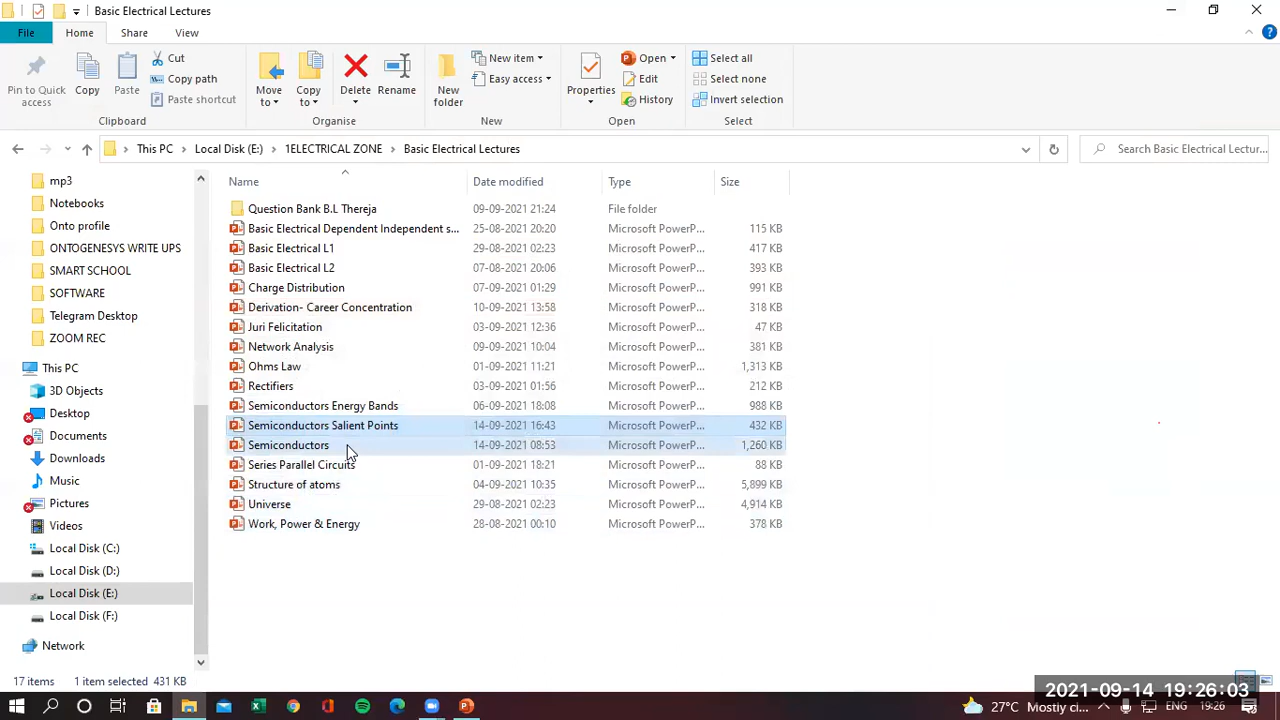 Basic Electrical Lectures
File Home Share View
Pin to Quick access
Copy
Paste
Cut
Copy path
Paste shortcut
Clipboard
Move to
Copy to
Delete
Rename
Organise
New folder
New item
Easy access
New
Properties
Open
Edit
History
Open
Select all
Select none
Invert selection
Select
This PC > Local Disk (E:) > 1ELECTRICAL ZONE > Basic Electrical Lectures
Search Basic Electrical Lectur...
mp3
Notebooks
Onto profile
ONTOGENESYS WRITE UPS
SMART SCHOOL
SOFTWARE
Telegram Desktop
ZOOM REC
This PC
3D Objects
Desktop
Documents
Downloads
Music
Pictures
Videos
Local Disk (C:)
Local Disk (D:)
Local Disk (E:)
Local Disk (F:)
Network
Name Date modified Type Size
Question Bank B.L Thereja 09-09-2021 21:24 File folder
Basic Electrical Dependent Independent s... 25-08-2021 20:20 Microsoft PowerP... 115 KB
Basic Electrical L1 29-08-2021 02:23 Microsoft PowerP... 417 KB
Basic Electrical L2 07-08-2021 20:06 Microsoft PowerP... 393 KB
Charge Distribution 07-09-2021 01:29 Microsoft PowerP... 991 KB
Derivation- Career Concentration 10-09-2021 13:58 Microsoft PowerP... 318 KB
Juri Felicitation 03-09-2021 12:36 Microsoft PowerP... 47 KB
Network Analysis 09-09-2021 10:04 Microsoft PowerP... 381 KB
Ohms Law 01-09-2021 11:21 Microsoft PowerP... 1,313 KB
Rectifiers 03-09-2021 01:56 Microsoft PowerP... 212 KB
Semiconductors Energy Bands 06-09-2021 18:08 Microsoft PowerP... 988 KB
Semiconductors Salient Points 14-09-2021 16:43 Microsoft PowerP... 432 KB
Semiconductors 14-09-2021 08:53 Microsoft PowerP... 1,260 KB
Series Parallel Circuits 01-09-2021 18:21 Microsoft PowerP... 88 KB
Structure of atoms 04-09-2021 10:35 Microsoft PowerP... 5,899 KB
Universe 29-08-2021 02:23 Microsoft PowerP... 4,914 KB
Work, Power & Energy 28-08-2021 00:10 Microsoft PowerP... 378 KB
17 items 1 item selected 431 KB
2021-09-14 19:26:03
27°C Mostly cl... ENG 19:26